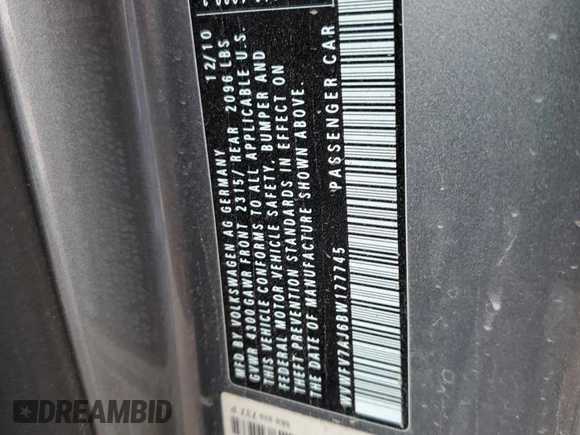 MFD BY VOLKSWAGEN AG GERMANY 12/10
GVWR 4300GAWR FRONT 2315/ REAR 2096 LBS
THIS VEHICLE CONFORMS TO ALL APPLICABLE U.S.
FEDERAL MOTOR VEHICLE SAFETY, BUMPER AND
THEFT PREVENTION STANDARDS IN EFFECT ON
THE DATE OF MANUFACTURE SHOWN ABOVE.
WVWFV7AJ6BW177745 PASSENGER CAR
737 P
DREAMBID